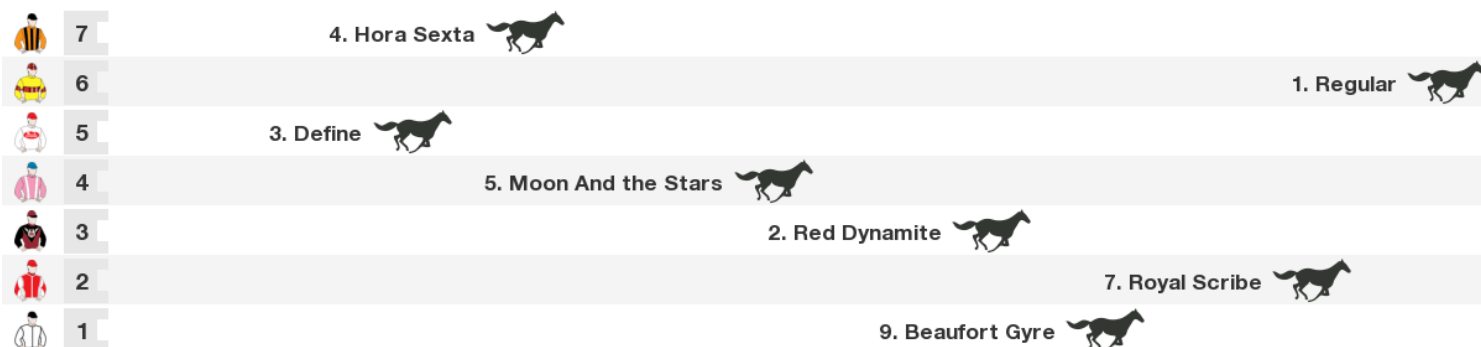 7 4. Hora Sexta
6 1. Regular
5 3. Define
4 5. Moon And the Stars
3 2. Red Dynamite
2 7. Royal Scribe
1 9. Beaufort Gyre